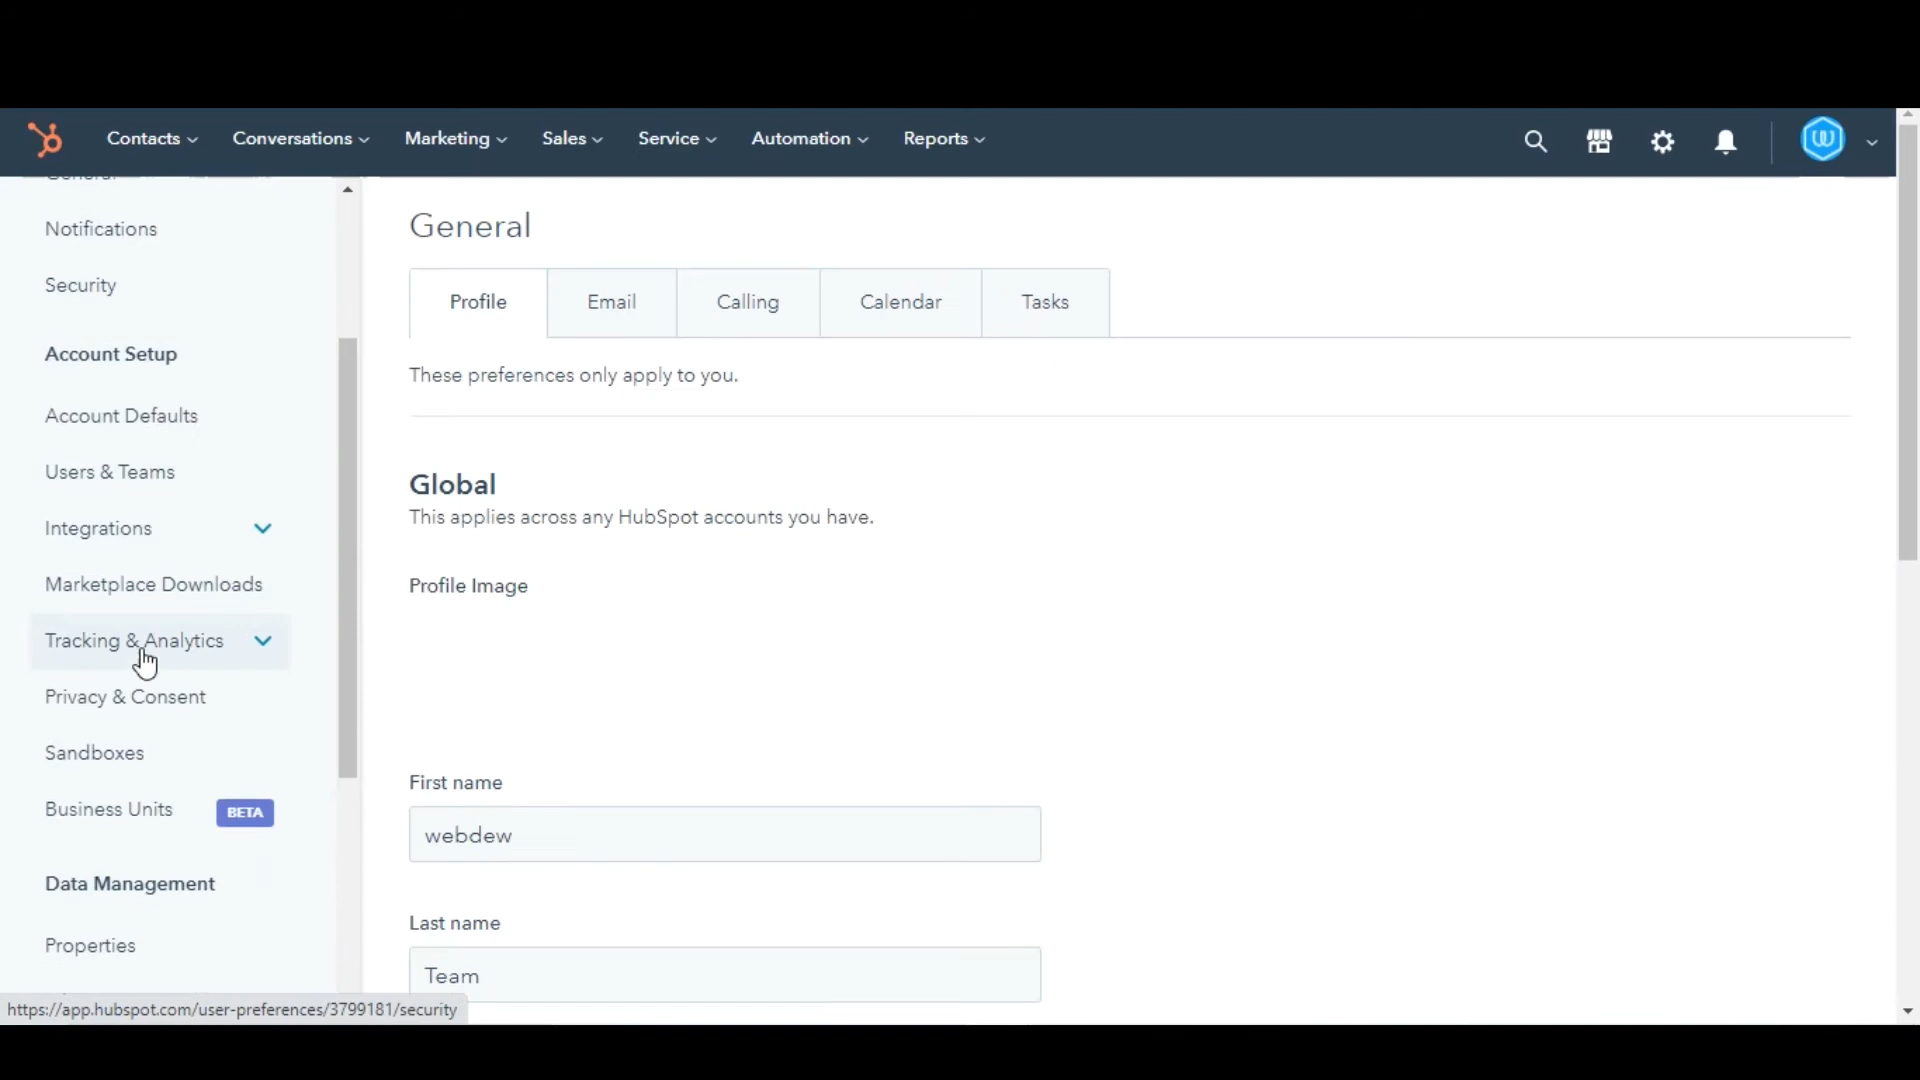 Contacts
Conversations
Marketing
Sales
Service
Automation
Reports
General
Notifications
Security
Account Setup
Account Defaults
Users & Teams
Integrations
Marketplace Downloads
Tracking & Analytics
Privacy & Consent
Sandboxes
Business Units
BETA
Data Management
Properties
https://app.hubspot.com/user-preferences/3799181/security
General
Profile
Email
Calling
Calendar
Tasks
These preferences only apply to you.
Global
This applies across any HubSpot accounts you have.
Profile Image
First name
webdew
Last name
Team